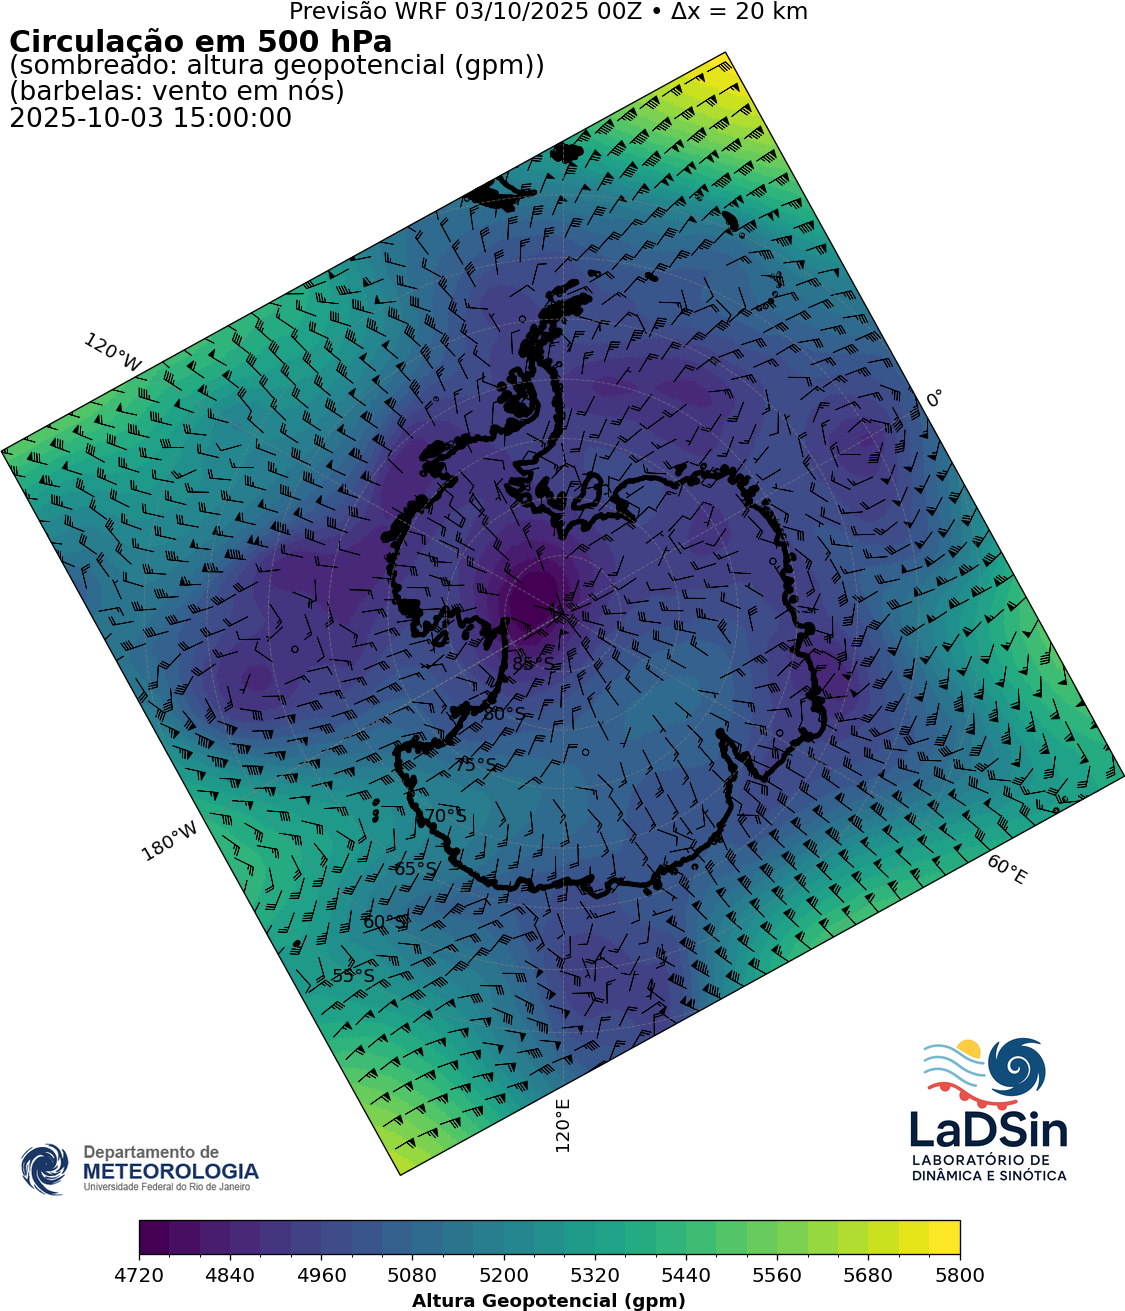 Previsão WRF 03/10/2025 00Z • Δx = 20 km
Circulação em 500 hPa
(sombreado: altura geopotencial (gpm))
(barbelas: vento em nós)
2025-10-03 15:00:00
120°W
0°
85°S
80°S
75°S
70°S
65°S
60°S
55°S
180°W
60°E
120°E
LaDSin
LABORATÓRIO DE
DINÂMICA E SINÓTICA
Departamento de
METEOROLOGIA
Universidade Federal do Rio de Janeiro
4720 4840 4960 5080 5200 5320 5440 5560 5680 5800
Altura Geopotencial (gpm)